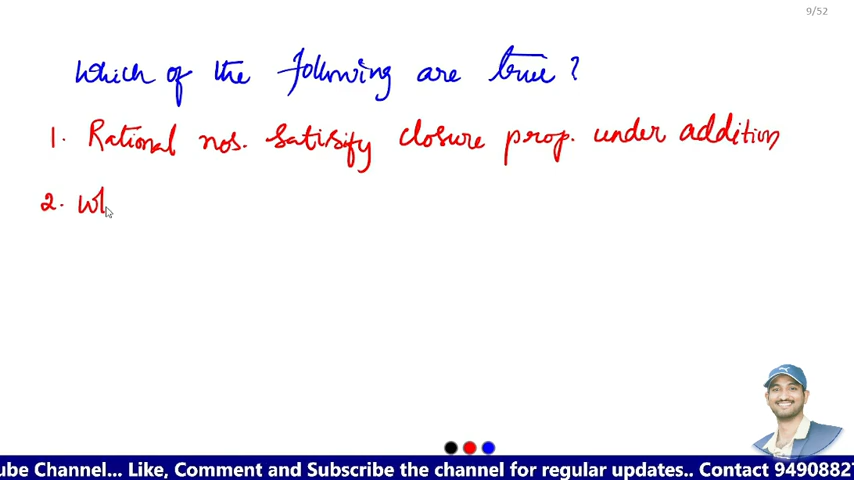 9/52
Which of the following are true?
1. Rational nos. satisfy closure prop. under addition
2. Wh
ube Channel... Like, Comment and Subscribe the channel for regular updates.. Contact 9490882